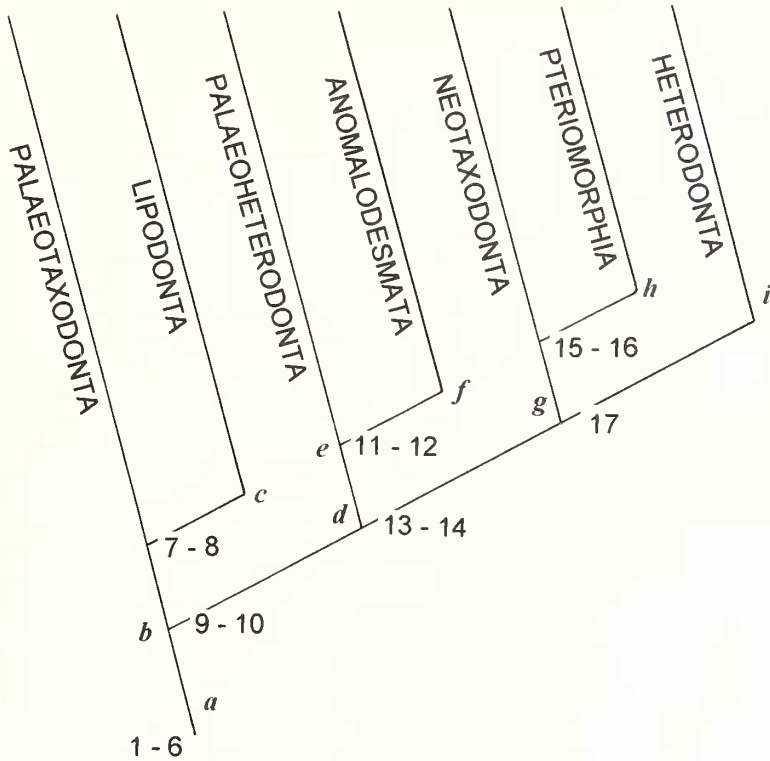 PALAEOTAXODONTA
LIPODONTA
PALAEOHETERODONTA
ANOMALODESMATA
NEOTAXODONTA
PTERIOMORPHIA
HETERODONTA
h
i
15 - 16
f
g
17
e
11 - 12
c
d
13 - 14
7 - 8
b
9 - 10
a
1 - 6